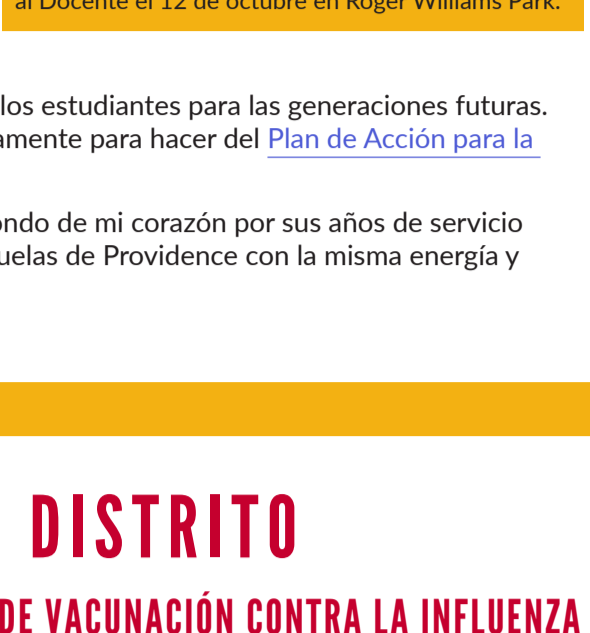 al Docente el 12 de octubre en Roger Williams Park.
los estudiantes para las generaciones futuras.
amente para hacer del Plan de Acción para la
ondo de mi corazón por sus años de servicio
uelas de Providence con la misma energía y
DISTRITO
DE VACUNACIÓN CONTRA LA INFLUENZA